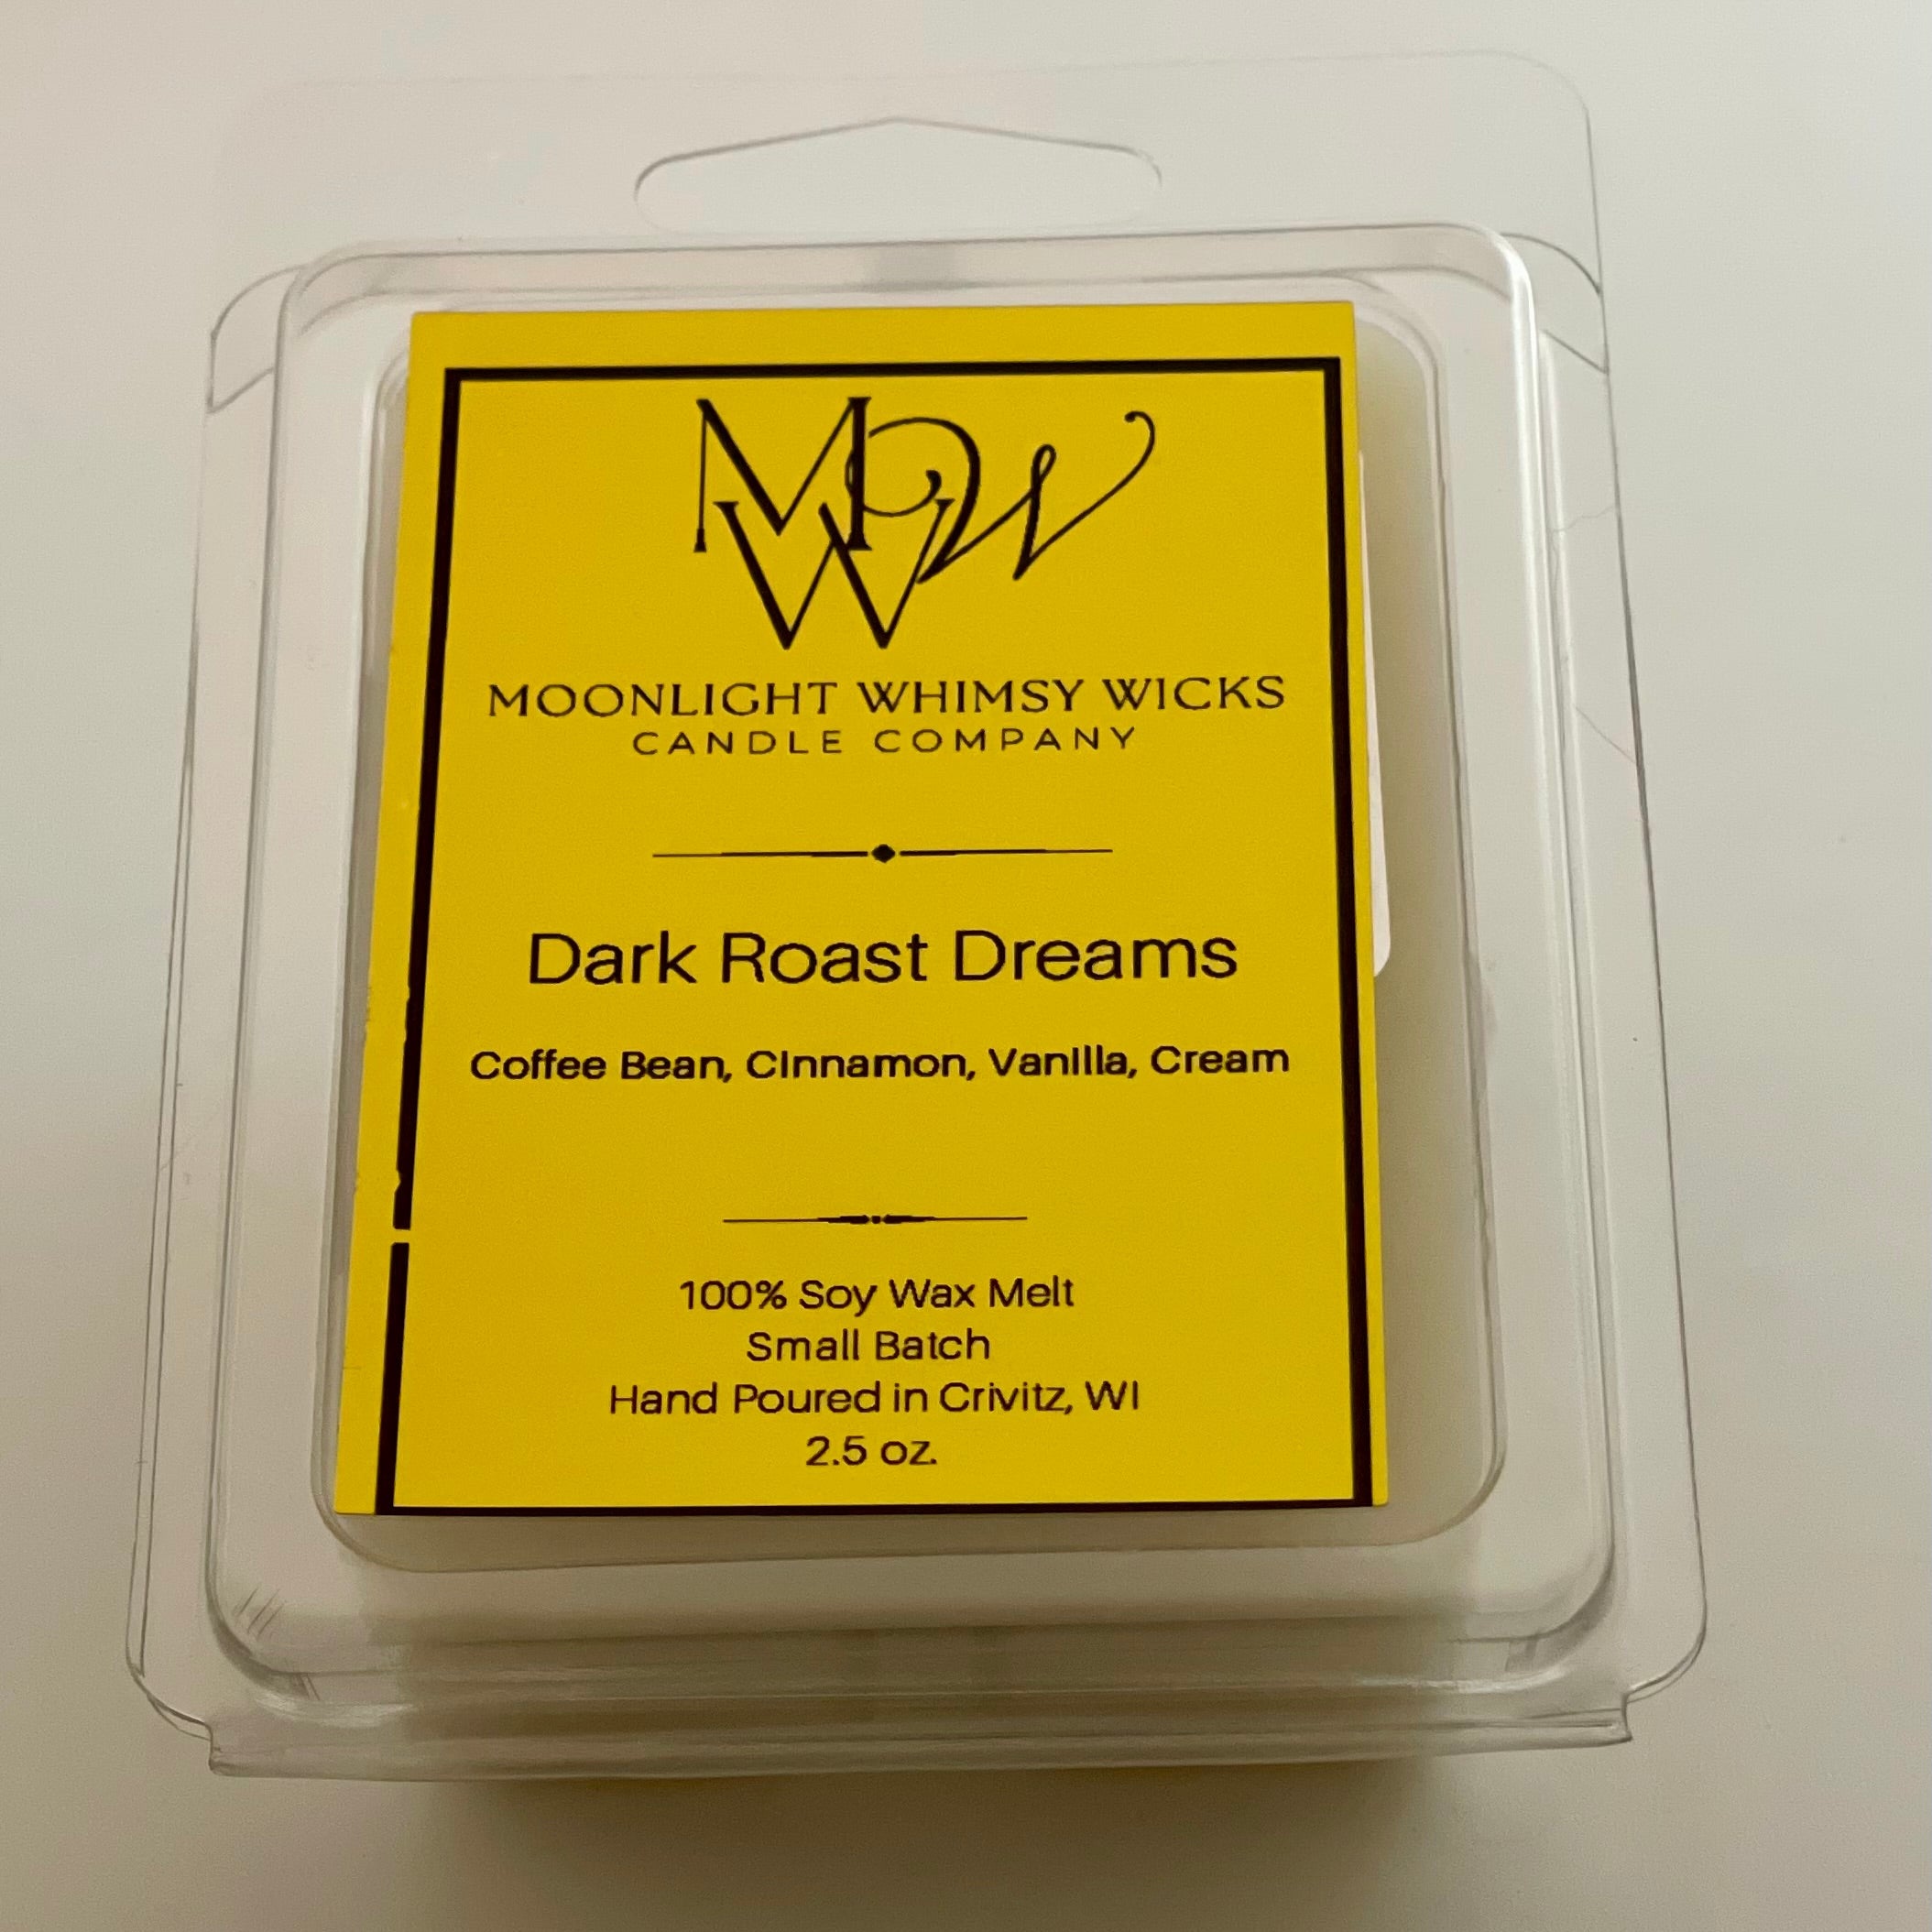 MWW
MOONLIGHT WHIMSY WICKS
CANDLE COMPANY
Dark Roast Dreams
Coffee Bean, Cinnamon, Vanilla, Cream
100% Soy Wax Melt
Small Batch
Hand Poured in Crivitz, WI
2.5 oz.